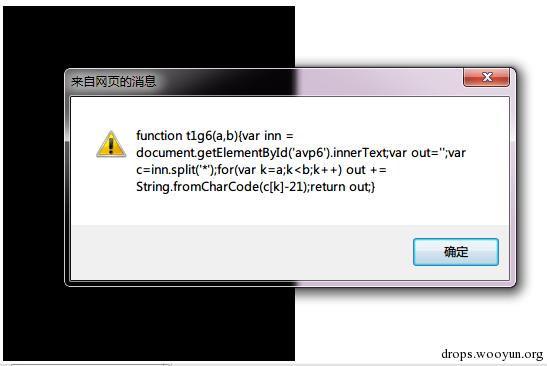 来自网页的消息
function t1g6(a,b){var inn =
document.getElementById('avp6').innerText;var out='';var
c=inn.split('*');for(var k=a;k<b;k++) out +=
String.fromCharCode(c[k]-21);return out;}
确定
drops.wooyun.org